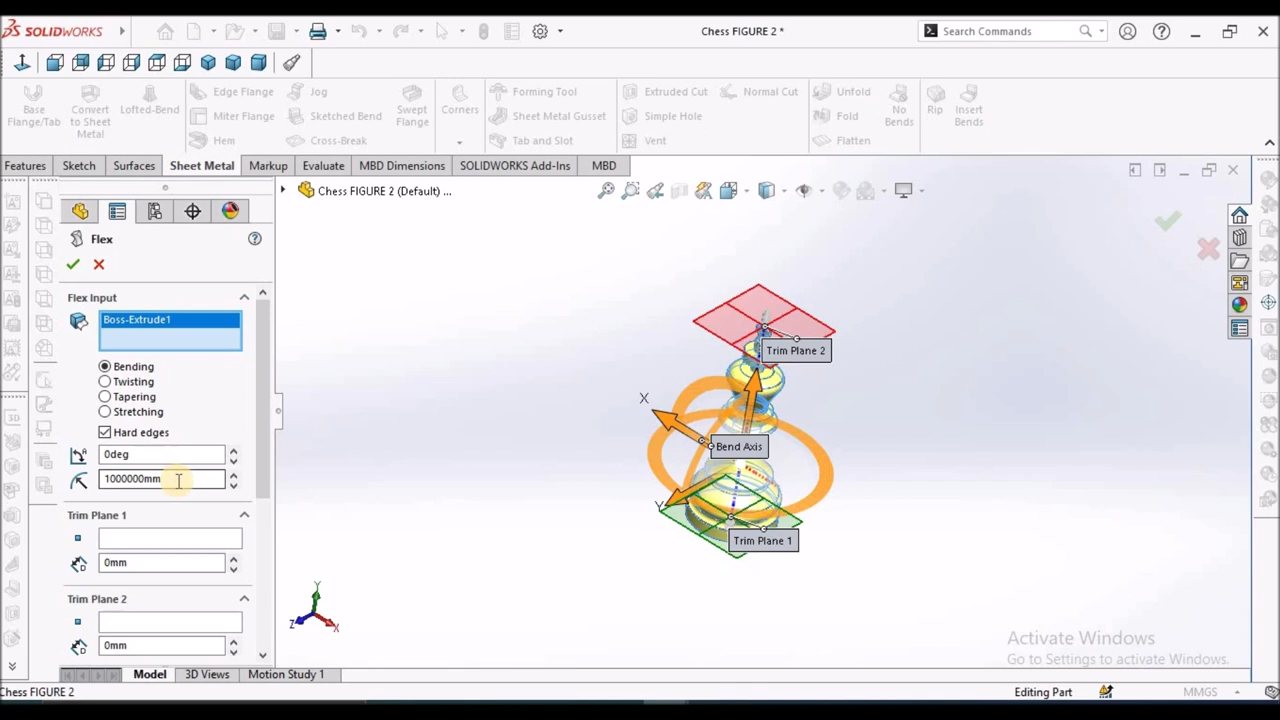 SOLIDWORKS
Chess FIGURE 2 *
Search Commands
Base Flange/Tab
Convert to Sheet Metal
Lofted-Bend
Edge Flange
Miter Flange
Hem
Jog
Sketched Bend
Cross-Break
Swept Flange
Corners
Forming Tool
Sheet Metal Gusset
Tab and Slot
Extruded Cut
Simple Hole
Vent
Normal Cut
Unfold
Fold
Flatten
No Bends
Rip
Insert Bends
Features
Sketch
Surfaces
Sheet Metal
Markup
Evaluate
MBD Dimensions
SOLIDWORKS Add-Ins
MBD
Chess FIGURE 2 (Default) ...
Flex
Flex Input
Boss-Extrude1
Bending
Twisting
Tapering
Stretching
Hard edges
0deg
1000000mm
Trim Plane 1
0mm
Trim Plane 2
0mm
Trim Plane 2
X
Bend Axis
Y
Trim Plane 1
Y
Z
X
Activate Windows
Go to Settings to activate Windows.
Model
3D Views
Motion Study 1
Chess FIGURE 2
Editing Part
MMGS